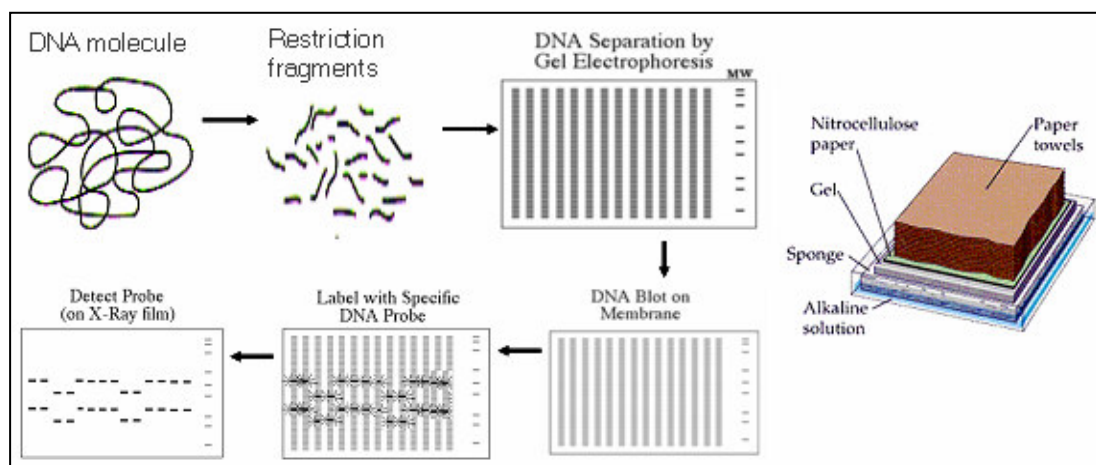 DNA molecule
Restriction
fragments
DNA Separation by
Gel Electrophoresis
MW
Nitrocellulose
paper
Gel
Sponge
Alkaline
solution
Paper
towels
DNA Blot on
Membrane
Label with Specific
DNA Probe
Detect Probe
(on X-Ray film)